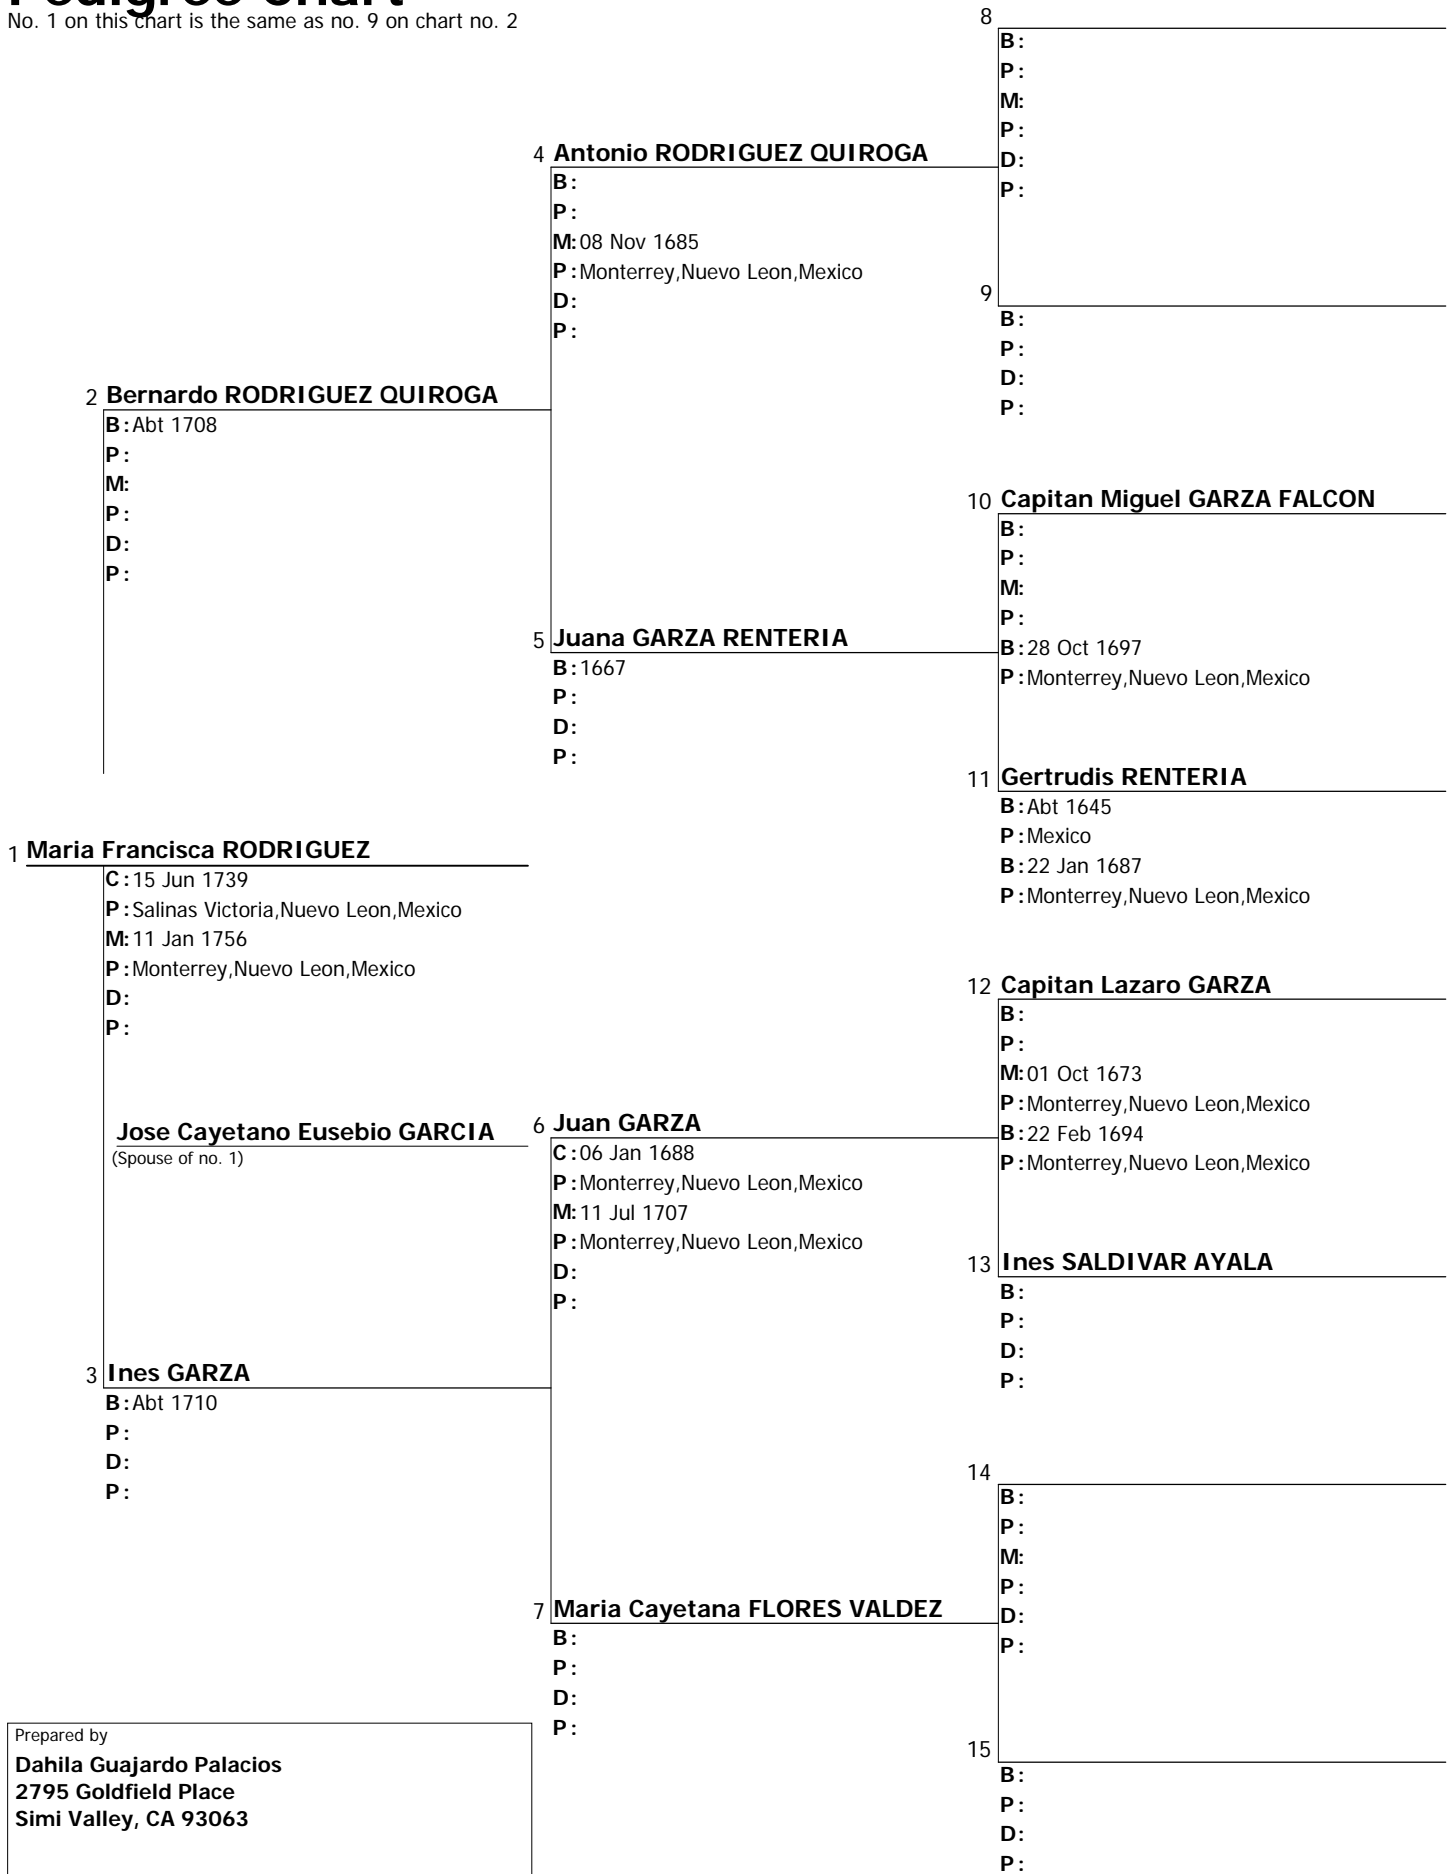 Pedigree Chart
No. 1 on this chart is the same as no. 9 on chart no. 2
8
B:
P:
M:
P:
D:
P:
4 Antonio RODRIGUEZ QUIROGA
B:
P:
M: 08 Nov 1685
P: Monterrey,Nuevo Leon,Mexico
D:
P:
9
B:
P:
D:
P:
2 Bernardo RODRIGUEZ QUIROGA
B: Abt 1708
P:
M:
P:
D:
P:
10 Capitan Miguel GARZA FALCON
B:
P:
M:
P:
B: 28 Oct 1697
P: Monterrey,Nuevo Leon,Mexico
5 Juana GARZA RENTERIA
B: 1667
P:
D:
P:
11 Gertrudis RENTERIA
B: Abt 1645
P: Mexico
B: 22 Jan 1687
P: Monterrey,Nuevo Leon,Mexico
1 Maria Francisca RODRIGUEZ
C: 15 Jun 1739
P: Salinas Victoria,Nuevo Leon,Mexico
M: 11 Jan 1756
P: Monterrey,Nuevo Leon,Mexico
D:
P:
Jose Cayetano Eusebio GARCIA
(Spouse of no. 1)
12 Capitan Lazaro GARZA
B:
P:
M: 01 Oct 1673
P: Monterrey,Nuevo Leon,Mexico
B: 22 Feb 1694
P: Monterrey,Nuevo Leon,Mexico
6 Juan GARZA
C: 06 Jan 1688
P: Monterrey,Nuevo Leon,Mexico
M: 11 Jul 1707
P: Monterrey,Nuevo Leon,Mexico
D:
P:
13 Ines SALDIVAR AYALA
B:
P:
D:
P:
3 Ines GARZA
B: Abt 1710
P:
D:
P:
14
B:
P:
M:
P:
D:
P:
7 Maria Cayetana FLORES VALDEZ
B:
P:
D:
P:
15
B:
P:
D:
P:
Prepared by
Dahila Guajardo Palacios
2795 Goldfield Place
Simi Valley, CA 93063